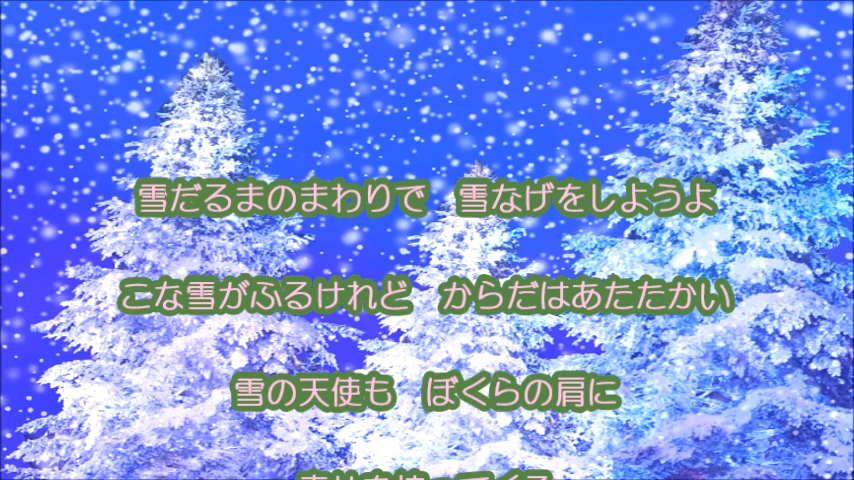 雪だるまのまわりで　雪なげをしようよ
こな雪がふるけれど　からだはあたたかい
雪の天使も　ぼくらの肩に